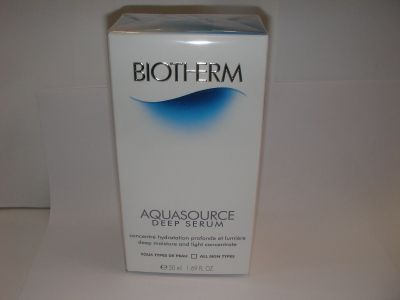 BIOTHERM
AQUASOURCE
DEEP SERUM
concentre hydratation profonde et lumière
deep moisture and light concentrate
TOUS TYPES DE PEAU ALL SKIN TYPES
e 50 ml 1.69 FL.OZ